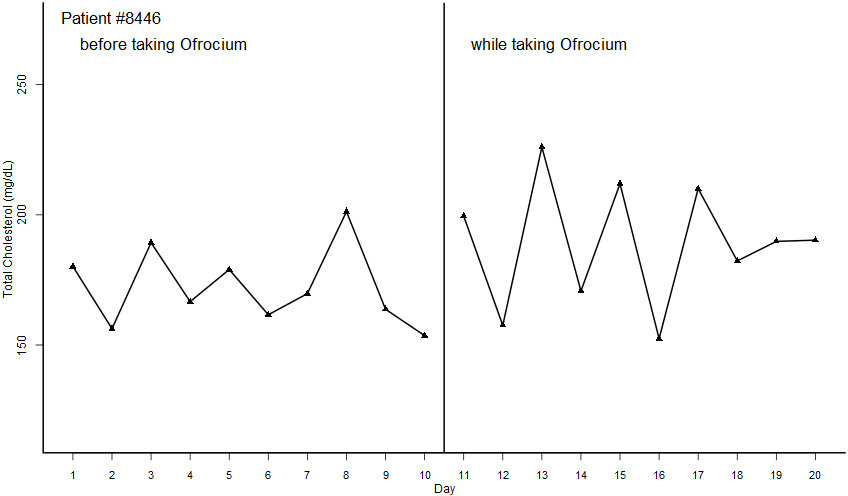 Patient #8446
before taking Ofrocium
while taking Ofrocium
Total Cholesterol (mg/dL)
250
200
150
1 2 3 4 5 6 7 8 9 10 11 12 13 14 15 16 17 18 19 20
Day